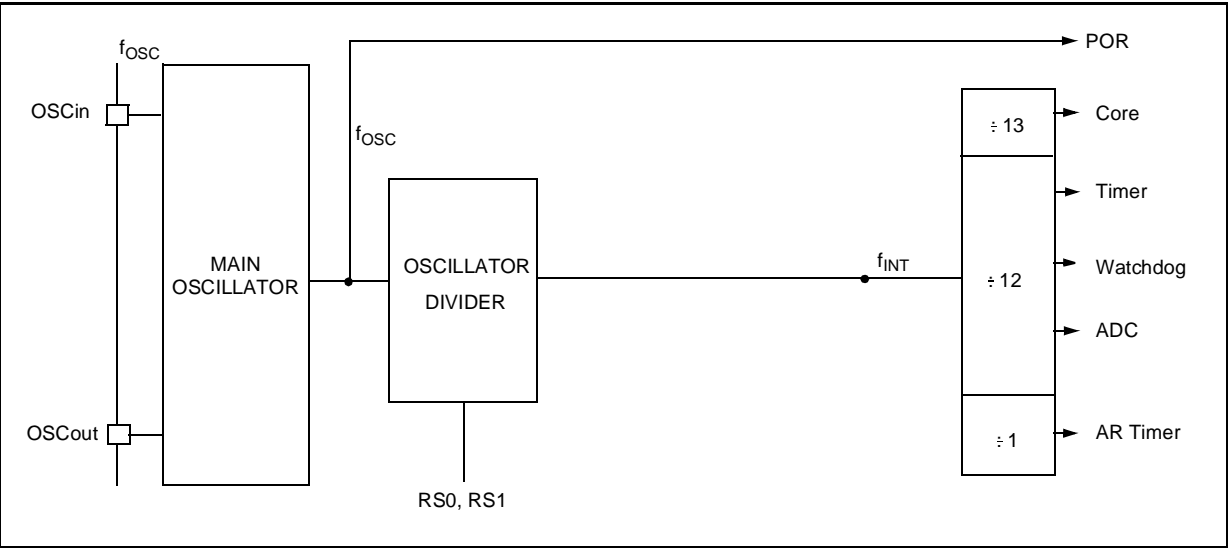 fOSC
POR
OSCin
Core
÷ 13
fOSC
Timer
MAIN
OSCILLATOR
OSCILLATOR
DIVIDER
fINT
÷ 12
Watchdog
ADC
OSCout
÷ 1
AR Timer
RS0, RS1